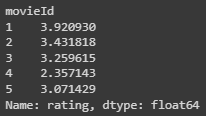 movieId
1    3.920930
2    3.431818
3    3.259615
4    2.357143
5    3.071429
Name: rating, dtype: float64